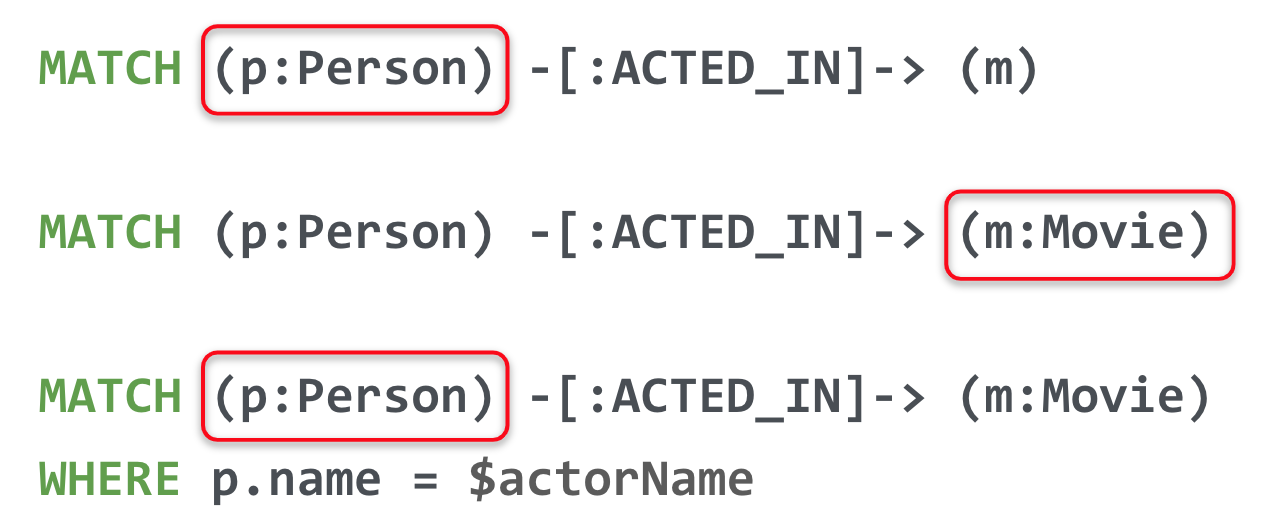 MATCH (p:Person) -[:ACTED_IN]-> (m)
MATCH (p:Person) -[:ACTED_IN]-> (m:Movie)
MATCH (p:Person) -[:ACTED_IN]-> (m:Movie)
WHERE p.name = $actorName